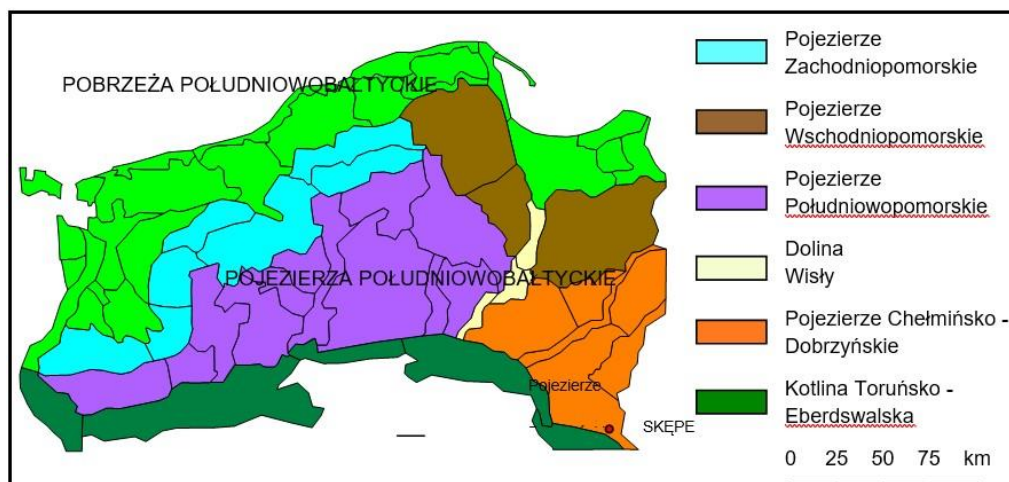 POBRZEŻA POŁUDNIOWOBAŁTYCKIE
POJEZIERZA POŁUDNIOWOBAŁTYCKIE
Pojezierze
SKĘPE
Pojezierze
Zachodniopomorskie
Pojezierze
Wschodniopomorskie
Pojezierze
Południowopomorskie
Dolina
Wisły
Pojezierze Chełmińsko -
Dobrzyńskie
Kotlina Toruńsko -
Eberdswalska
0 25 50 75 km